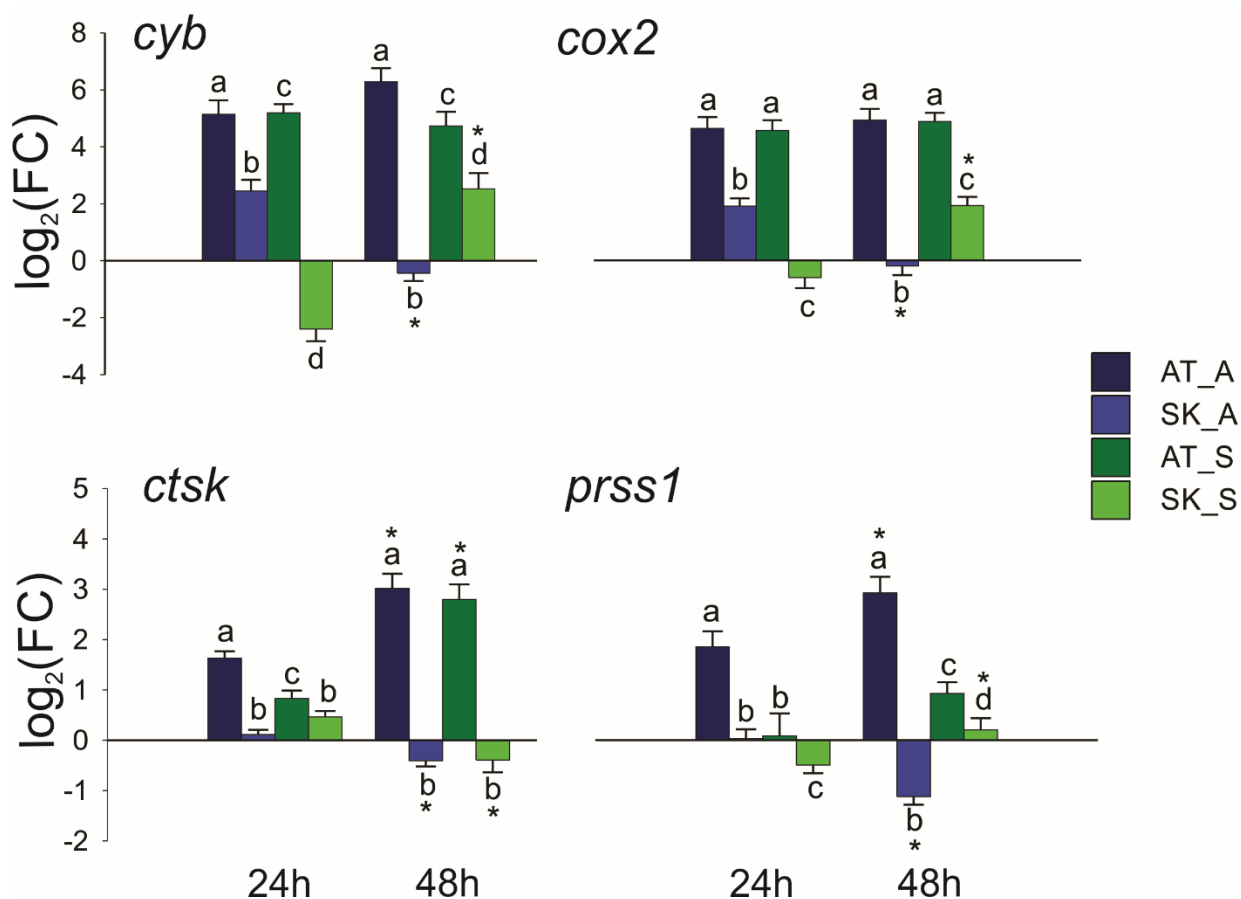 cyb
cox2
log₂(FC)
8
6
4
2
0
-2
-4
a
b
c
d
a
b
*
c
*
d
a
b
a
c
a
b
*
a
*
c
AT_A
SK_A
AT_S
SK_S
ctsk
prss1
log₂(FC)
5
4
3
2
1
0
-1
-2
a
b
c
b
*
a
b
*
*
a
b
*
a
b
b
c
*
a
b
*
c
*
d
24h
48h
24h
48h